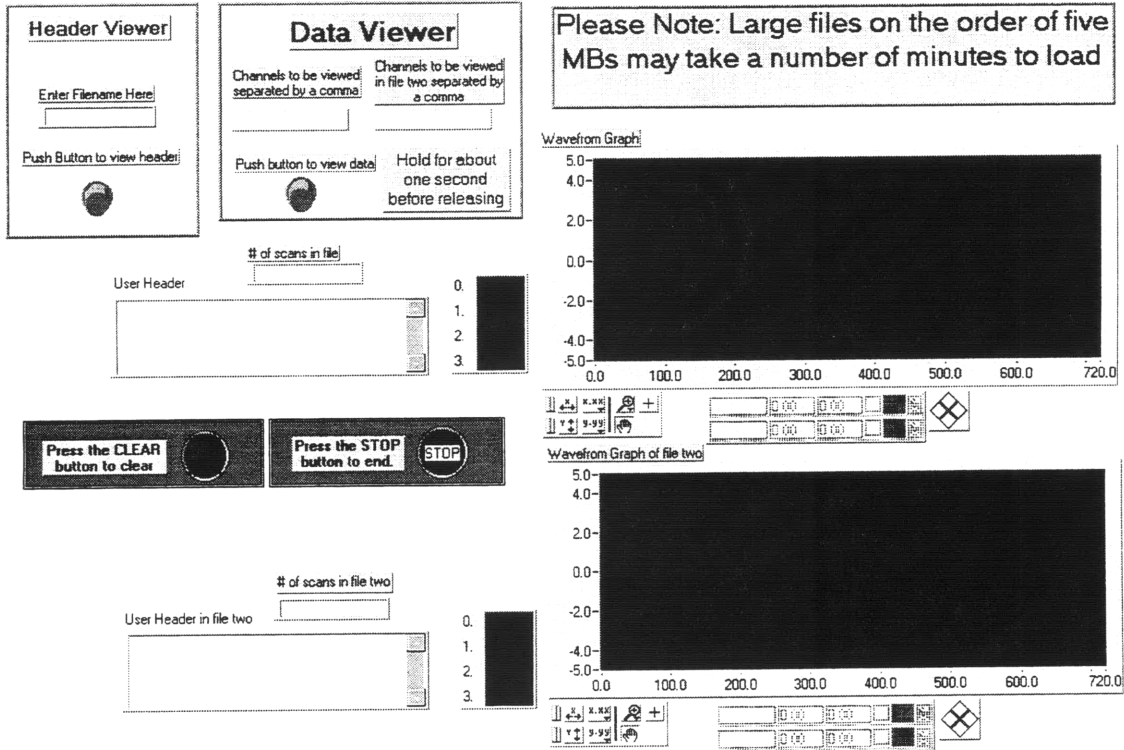 Header Viewer
Enter Filename Here
Push Button to view header
Data Viewer
Channels to be viewed
separated by a comma
Channels to be viewed
in file two separated by
a comma
Push button to view data
Hold for about
one second
before releasing
Please Note: Large files on the order of five
MBs may take a number of minutes to load
# of scans in file
User Header
0.
1.
2.
3.
Wavefrom Graph
5.0
4.0
2.0
0.0
-2.0
-4.0
-5.0
0.0 100.0 200.0 300.0 400.0 500.0 600.0 720.0
X x.xx
Y y.yy
Press the CLEAR
button to clear
Press the STOP
button to end.
STOP
Wavefrom Graph of file two
5.0
4.0
2.0
0.0
-2.0
-4.0
-5.0
0.0 100.0 200.0 300.0 400.0 500.0 600.0 720.0
X x.xx
Y y.yy
# of scans in file two
User Header in file two
0.
1.
2.
3.